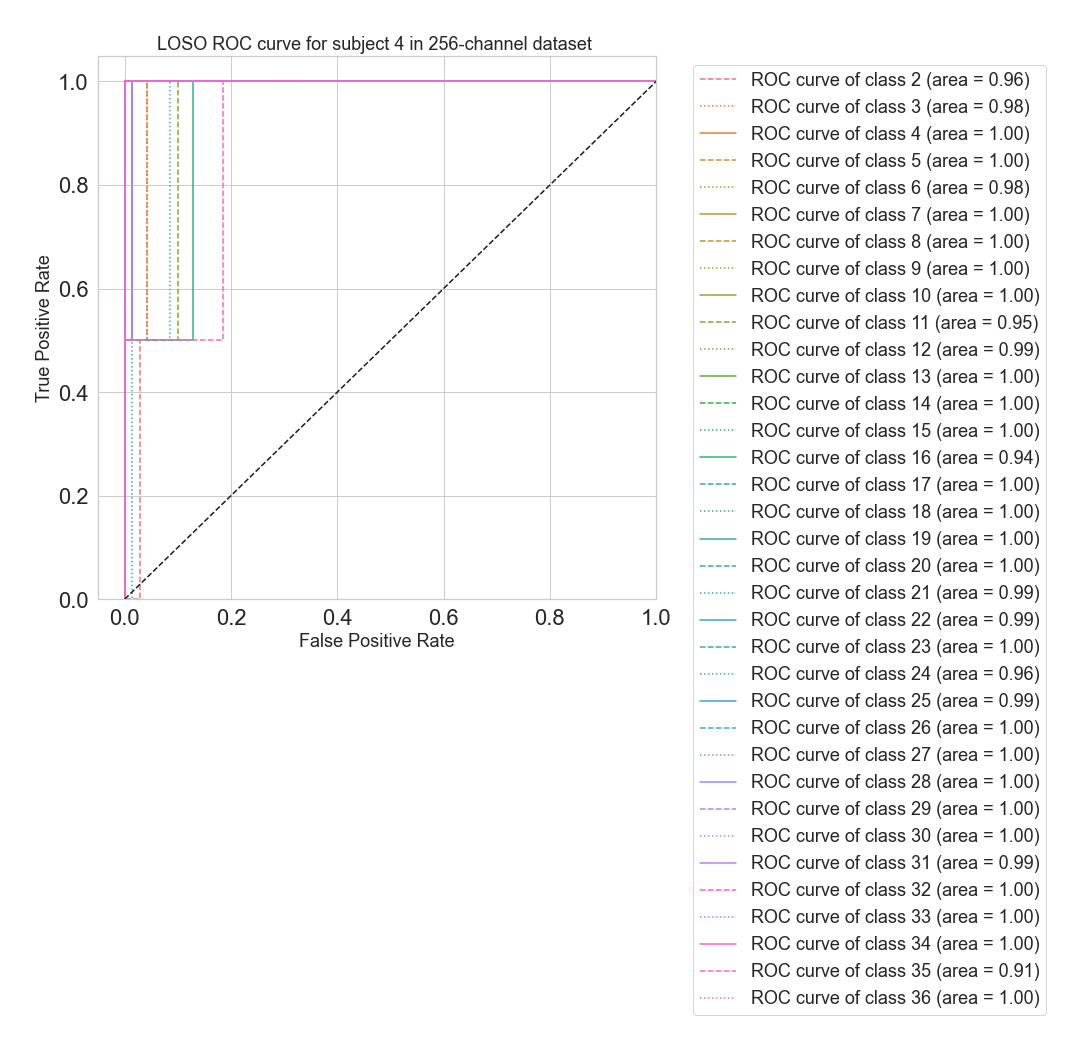 LOSO ROC curve for subject 4 in 256-channel dataset
1.0
0.8
0.6
0.4
0.2
0.0
True Positive Rate
0.0 0.2 0.4 0.6 0.8 1.0
False Positive Rate
ROC curve of class 2 (area = 0.96)
ROC curve of class 3 (area = 0.98)
ROC curve of class 4 (area = 1.00)
ROC curve of class 5 (area = 1.00)
ROC curve of class 6 (area = 0.98)
ROC curve of class 7 (area = 1.00)
ROC curve of class 8 (area = 1.00)
ROC curve of class 9 (area = 1.00)
ROC curve of class 10 (area = 1.00)
ROC curve of class 11 (area = 0.95)
ROC curve of class 12 (area = 0.99)
ROC curve of class 13 (area = 1.00)
ROC curve of class 14 (area = 1.00)
ROC curve of class 15 (area = 1.00)
ROC curve of class 16 (area = 0.94)
ROC curve of class 17 (area = 1.00)
ROC curve of class 18 (area = 1.00)
ROC curve of class 19 (area = 1.00)
ROC curve of class 20 (area = 1.00)
ROC curve of class 21 (area = 0.99)
ROC curve of class 22 (area = 0.99)
ROC curve of class 23 (area = 1.00)
ROC curve of class 24 (area = 0.96)
ROC curve of class 25 (area = 0.99)
ROC curve of class 26 (area = 1.00)
ROC curve of class 27 (area = 1.00)
ROC curve of class 28 (area = 1.00)
ROC curve of class 29 (area = 1.00)
ROC curve of class 30 (area = 1.00)
ROC curve of class 31 (area = 0.99)
ROC curve of class 32 (area = 1.00)
ROC curve of class 33 (area = 1.00)
ROC curve of class 34 (area = 1.00)
ROC curve of class 35 (area = 0.91)
ROC curve of class 36 (area = 1.00)